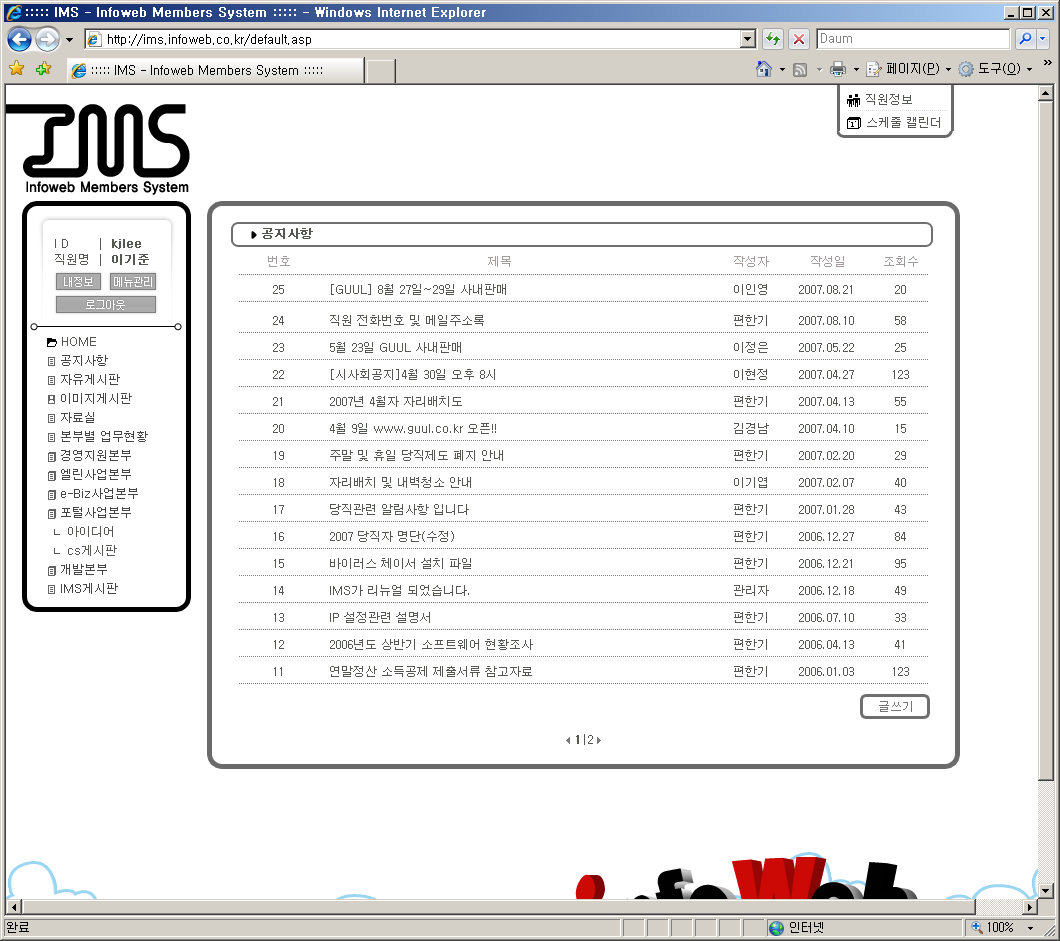 ::::: IMS - Infoweb Members System ::::: - Windows Internet Explorer
http://ims.infoweb.co.kr/default.asp
Daum
::::: IMS - Infoweb Members System :::::
페이지(P)
도구(O)
직원정보
스케줄 캘린더
IMS
Infoweb Members System
ID | kjlee
직원명 | 이기준
내정보 메뉴관리
로그아웃
HOME
공지사항
자유게시판
이미지게시판
자료실
본부별 업무현황
경영지원본부
엘린사업본부
e-Biz사업본부
포털사업본부
ㄴ 아이디어
ㄴ cs게시판
개발본부
IMS게시판
공지사항
번호 제목 작성자 작성일 조회수
25 [GUUL] 8월 27일~29일 사내판매 이인영 2007.08.21 20
24 직원 전화번호 및 메일주소록 편한기 2007.08.10 58
23 5월 23일 GUUL 사내판매 이정은 2007.05.22 25
22 [시사회공지]4월 30일 오후 8시 이현정 2007.04.27 123
21 2007년 4월자 자리배치도 편한기 2007.04.13 55
20 4월 9일 www.guul.co.kr 오픈!! 김경남 2007.04.10 15
19 주말 및 휴일 당직제도 폐지 안내 편한기 2007.02.20 29
18 자리배치 및 내벽청소 안내 이기엽 2007.02.07 40
17 당직관련 알림사항 입니다 편한기 2007.01.28 43
16 2007 당직자 명단(수정) 편한기 2006.12.27 84
15 바이러스 체이서 설치 파일 편한기 2006.12.21 95
14 IMS가 리뉴얼 되었습니다. 관리자 2006.12.18 49
13 IP 설정관련 설명서 편한기 2006.07.10 33
12 2006년도 상반기 소프트웨어 현황조사 편한기 2006.04.13 41
11 연말정산 소득공제 제출서류 참고자료 편한기 2006.01.03 123
글쓰기
1 | 2
infoWeb
완료
인터넷
100%